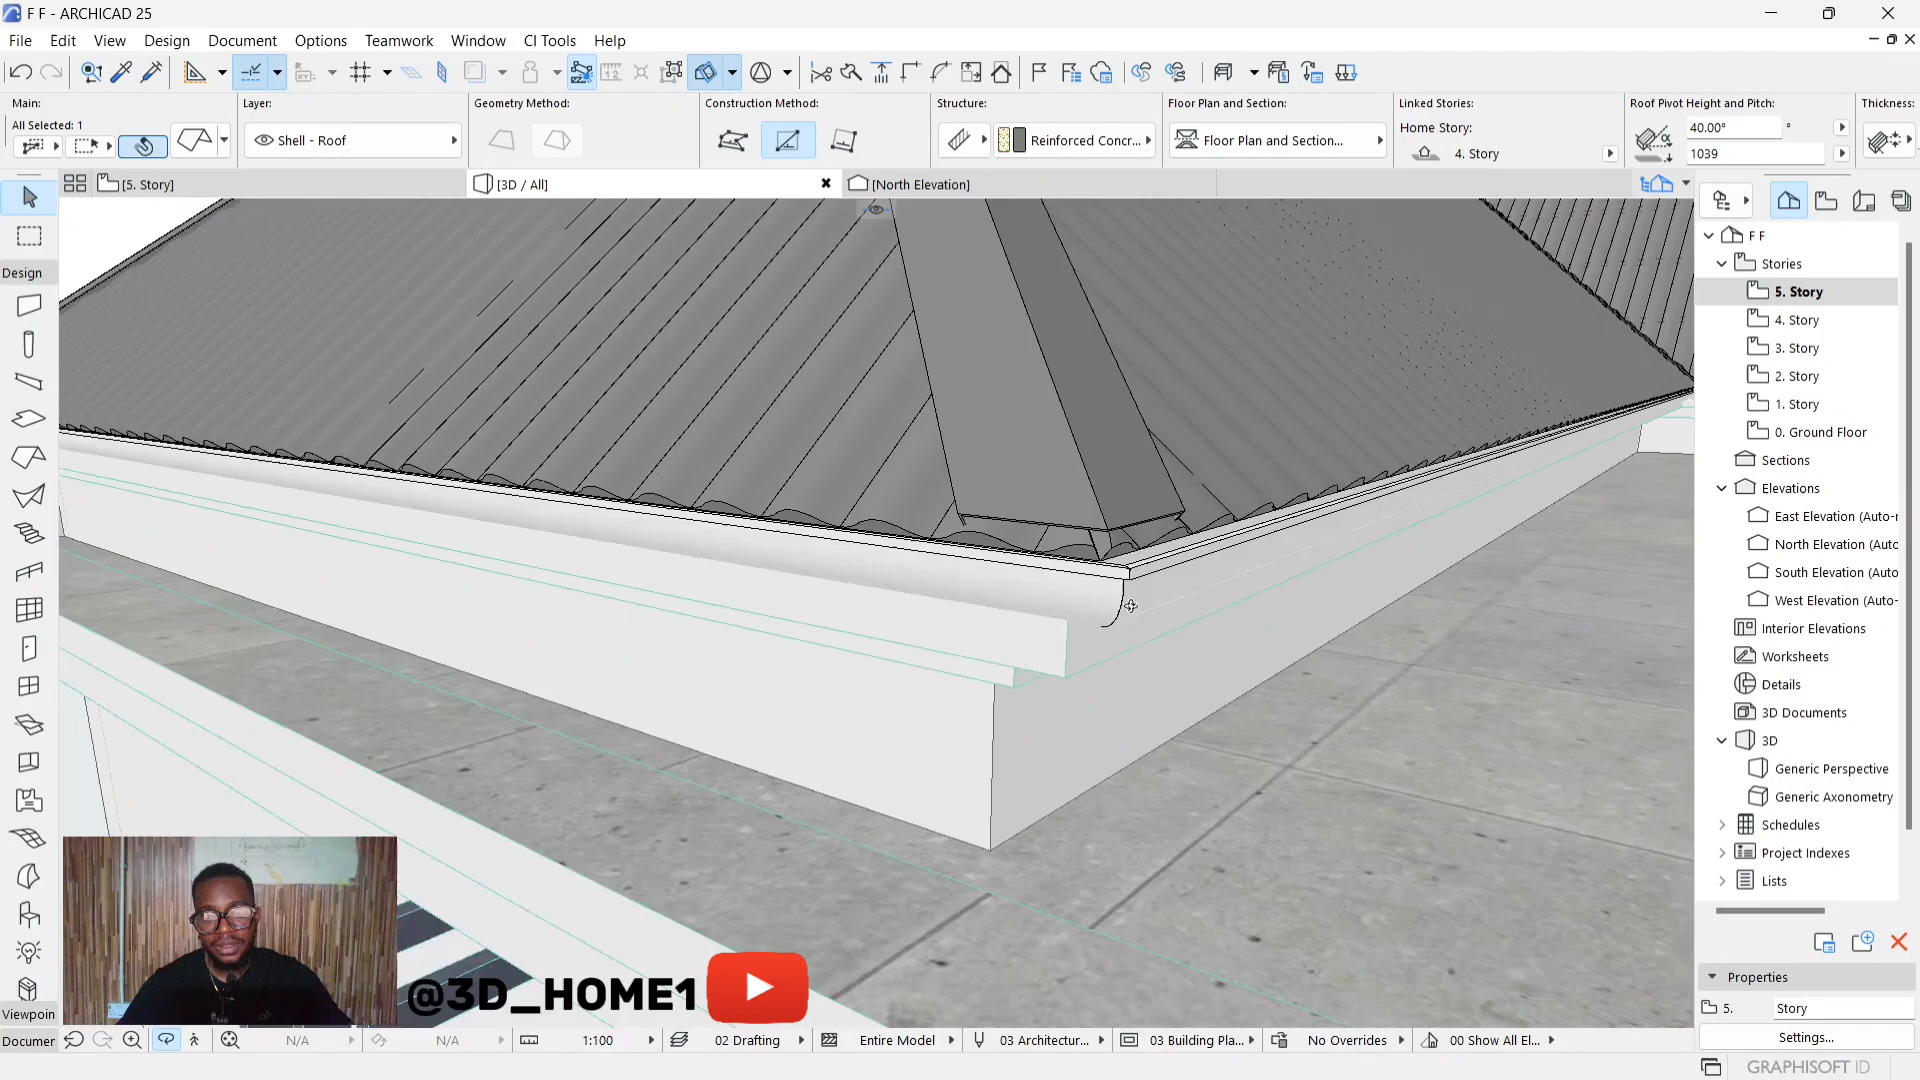 F F - ARCHICAD 25
File Edit View Design Document Options Teamwork Window CI Tools Help
Main: Layer: Geometry Method: Construction Method: Structure: Floor Plan and Section: Linked Stories: Roof Pivot Height and Pitch: Thickness:
All Selected: 1
Shell - Roof
Reinforced Concr...
Floor Plan and Section...
Home Story:
4. Story
40.00° °
1039
[5. Story]
[3D / All]
[North Elevation]
Design
F F
Stories
5. Story
4. Story
3. Story
2. Story
1. Story
0. Ground Floor
Sections
Elevations
East Elevation (Auto-r
North Elevation (Auto
South Elevation (Auto
West Elevation (Auto-
Interior Elevations
Worksheets
Details
3D Documents
3D
Generic Perspective
Generic Axonometry
Schedules
Project Indexes
Lists
Properties
5. Story
Settings...
@3D_HOME1
Viewpoin
Documer
N/A N/A 1:100 02 Drafting Entire Model 03 Architectur... 03 Building Pla... No Overrides 00 Show All El...
GRAPHISOFT ID